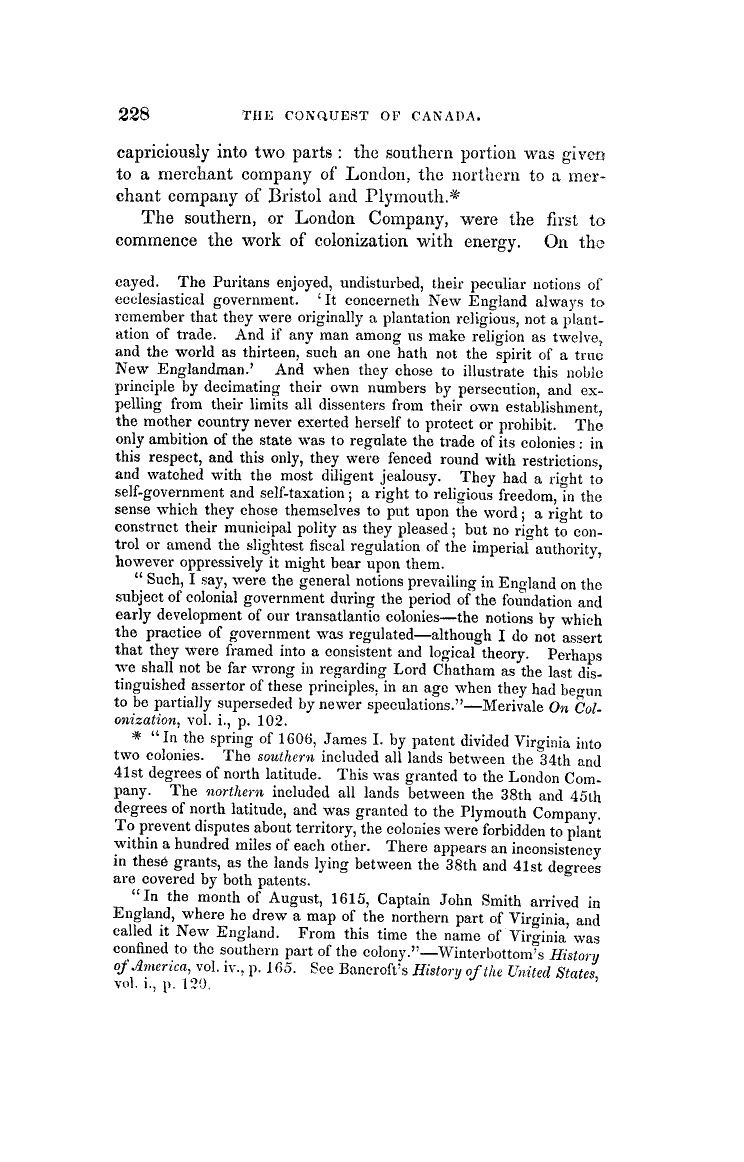 228 THE CONQUEST OF CANADA.
capriciously into two parts : the southern portion was given
to a merchant company of London, the northern to a mer-
chant company of Bristol and Plymouth.*
The southern, or London Company, were the first to
commence the work of colonization with energy. On the
cayed. The Puritans enjoyed, undisturbed, their peculiar notions of
ecclesiastical government. ‘It concerneth New England always to
remember that they were originally a plantation religious, not a plant-
ation of trade. And if any man among us make religion as twelve,
and the world as thirteen, such an one hath not the spirit of a true
New Englandman.’ And when they chose to illustrate this noble
principle by decimating their own numbers by persecution, and ex-
pelling from their limits all dissenters from their own establishment,
the mother country never exerted herself to protect or prohibit. The
only ambition of the state was to regulate the trade of its colonies : in
this respect, and this only, they were fenced round with restrictions,
and watched with the most diligent jealousy. They had a right to
self-government and self-taxation ; a right to religious freedom, in the
sense which they chose themselves to put upon the word ; a right to
construct their municipal polity as they pleased ; but no right to con-
trol or amend the slightest fiscal regulation of the imperial authority,
however oppressively it might bear upon them.
“ Such, I say, were the general notions prevailing in England on the
subject of colonial government during the period of the foundation and
early development of our transatlantic colonies—the notions by which
the practice of government was regulated—although I do not assert
that they were framed into a consistent and logical theory. Perhaps
we shall not be far wrong in regarding Lord Chatham as the last dis-
tinguished assertor of these principles, in an age when they had begun
to be partially superseded by newer speculations.”—Merivale On Col-
onization, vol. i., p. 102.
* “In the spring of 1606, James I. by patent divided Virginia into
two colonies. The southern included all lands between the 34th and
41st degrees of north latitude. This was granted to the London Com-
pany. The northern included all lands between the 38th and 45th
degrees of north latitude, and was granted to the Plymouth Company.
To prevent disputes about territory, the colonies were forbidden to plant
within a hundred miles of each other. There appears an inconsistency
in these grants, as the lands lying between the 38th and 41st degrees
are covered by both patents.
“In the month of August, 1615, Captain John Smith arrived in
England, where he drew a map of the northern part of Virginia, and
called it New England. From this time the name of Virginia was
confined to the southern part of the colony.”—Winterbottom’s History
of America, vol. iv., p. 165. See Bancroft’s History of the United States,
vol. i., p. 120.